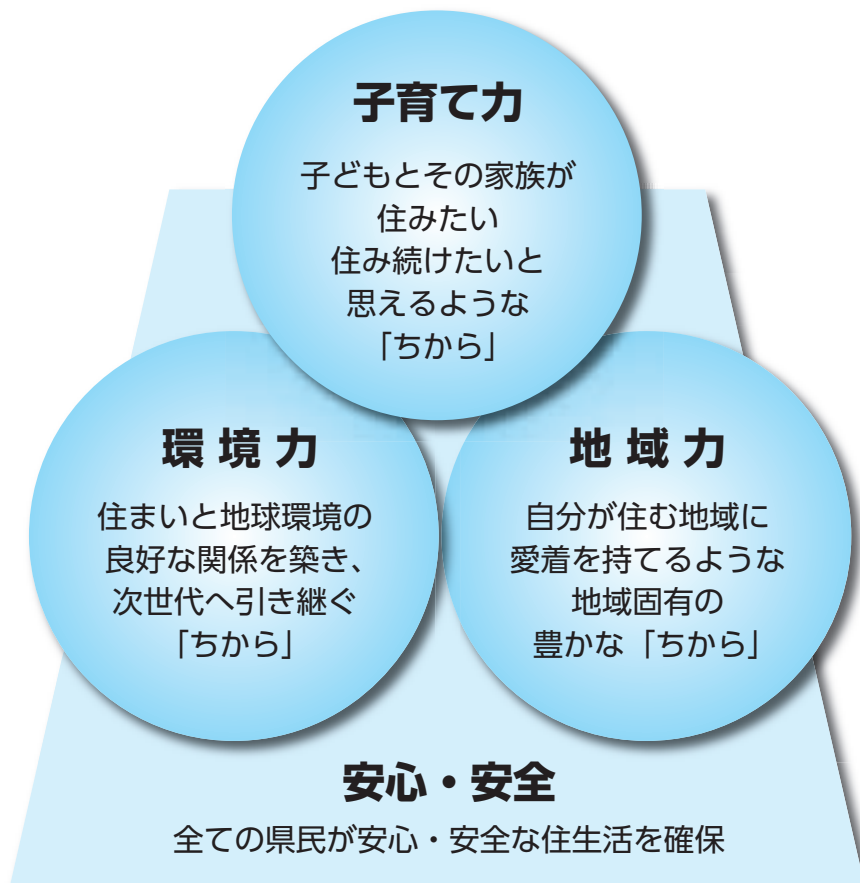 子育て力
子どもとその家族が
住みたい
住み続けたいと
思えるような
「ちから」
環境力
住まいと地球環境の
良好な関係を築き、
次世代へ引き継ぐ
「ちから」
地域力
自分が住む地域に
愛着を持てるような
地域固有の
豊かな「ちから」
安心・安全
全ての県民が安心・安全な住生活を確保